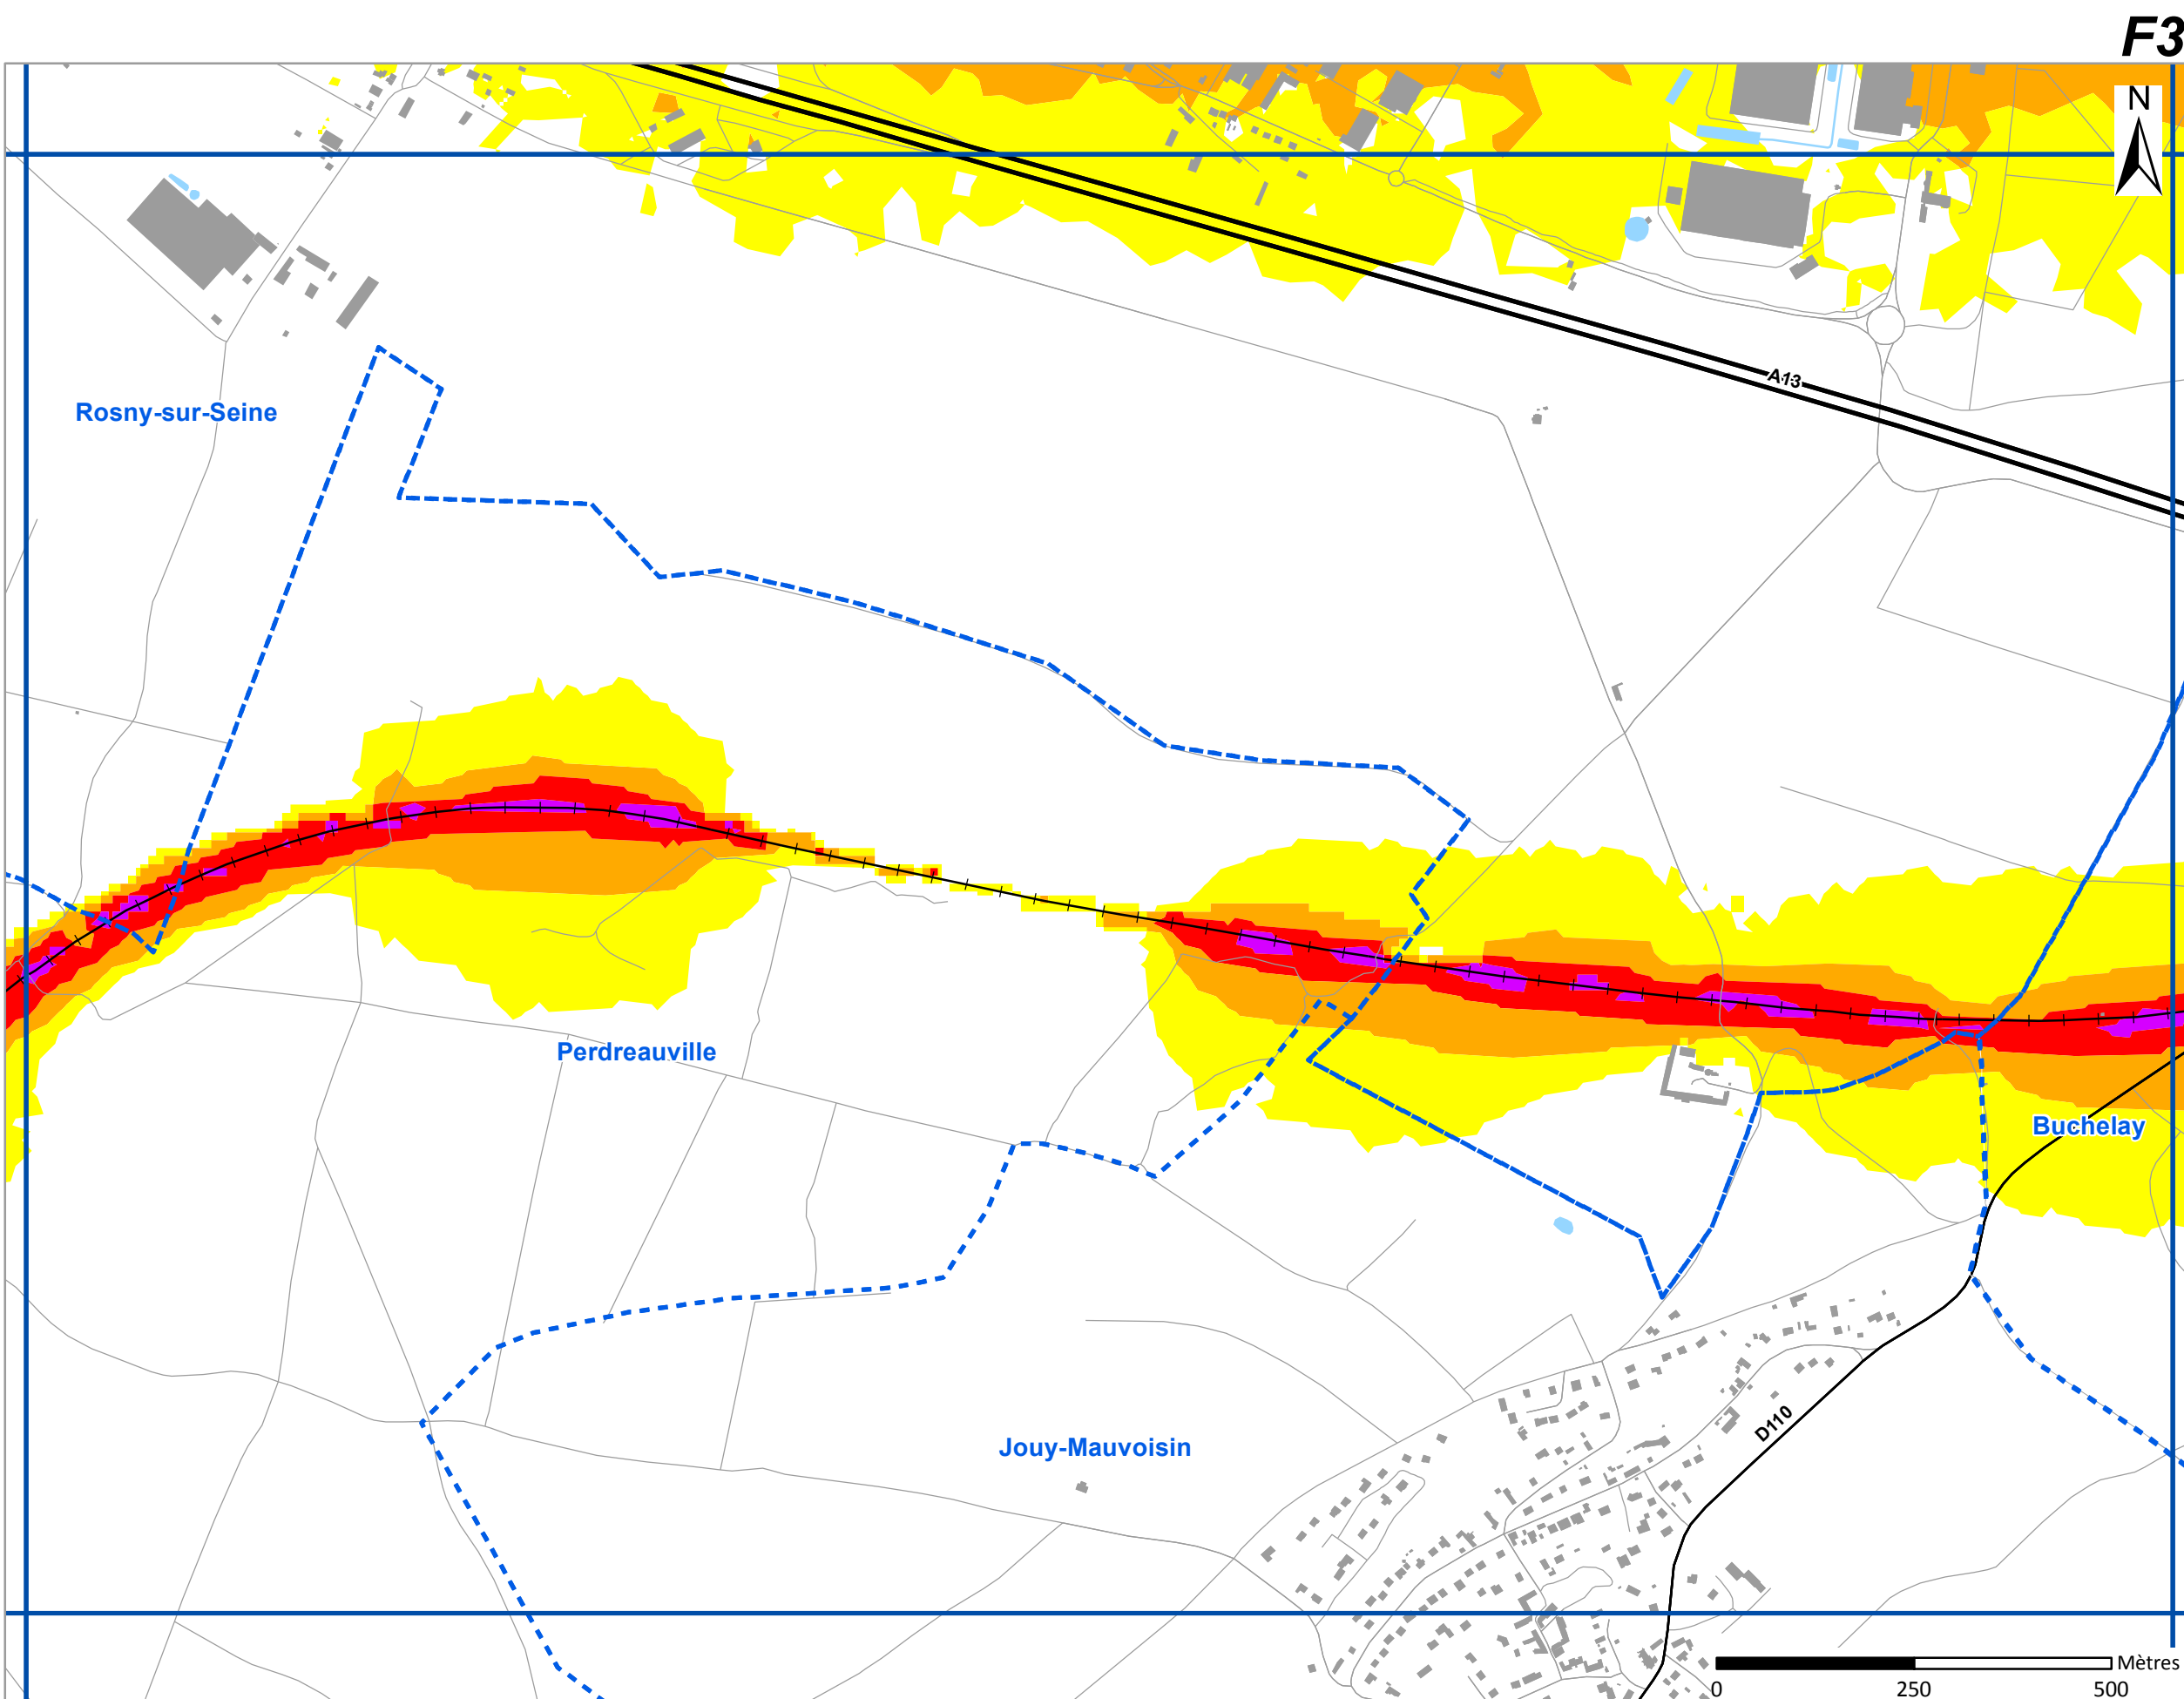 F3
N
A13
Rosny-sur-Seine
Perdreauville
Buchelay
D110
Jouy-Mauvoisin
Mètres
0 250 500